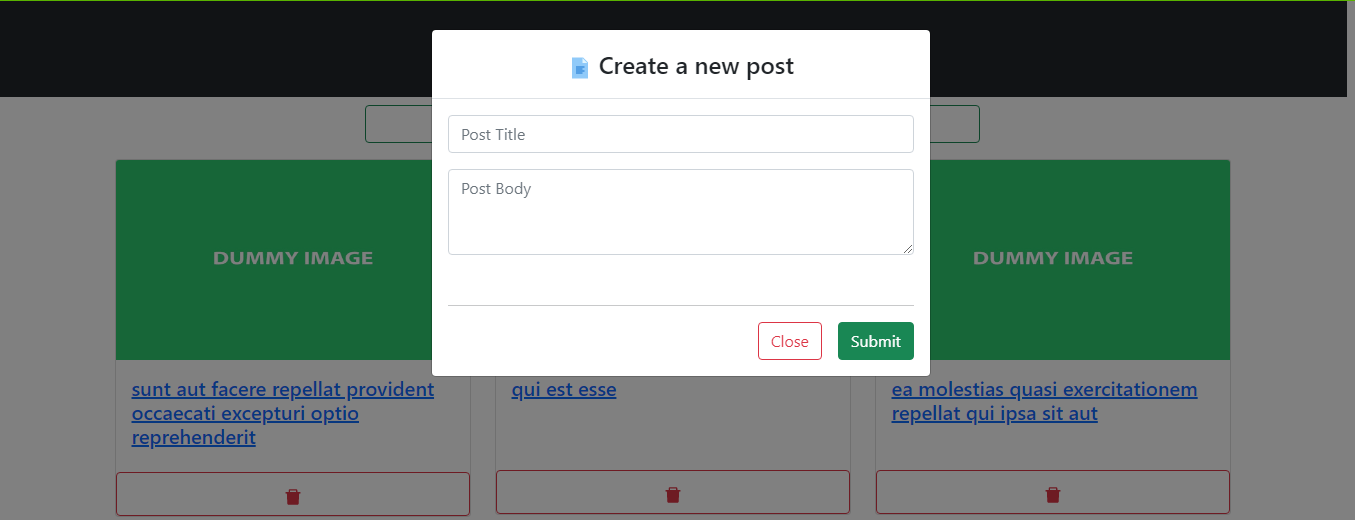 Create a new post
Post Title
Post Body
Close
Submit
DUMMY IMAGE
DUMMY IMAGE
sunt aut facere repellat provident
occaecati excepturi optio
reprehenderit
qui est esse
ea molestias quasi exercitationem
repellat qui ipsa sit aut